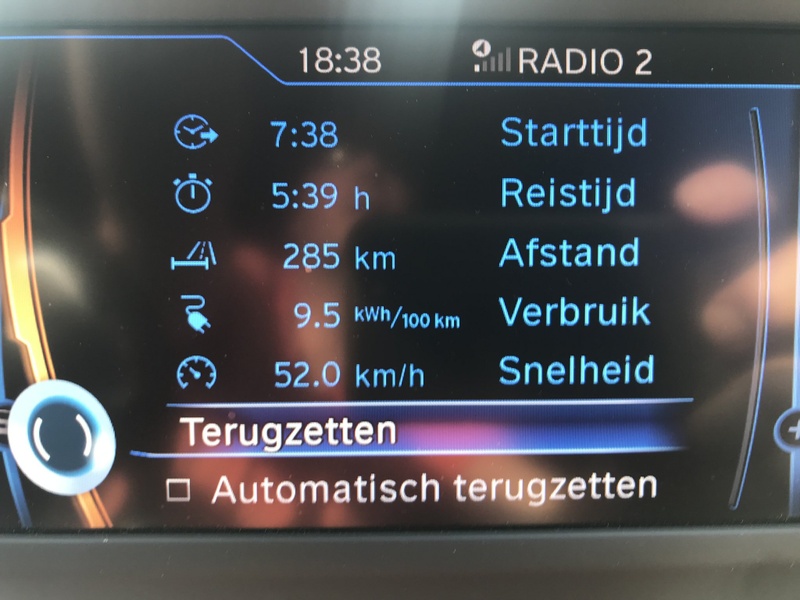 18:38 RADIO 2
7:38 Starttijd
5:39 h Reistijd
285 km Afstand
9.5 kWh/100 km Verbruik
52.0 km/h Snelheid
Terugzetten
Automatisch terugzetten